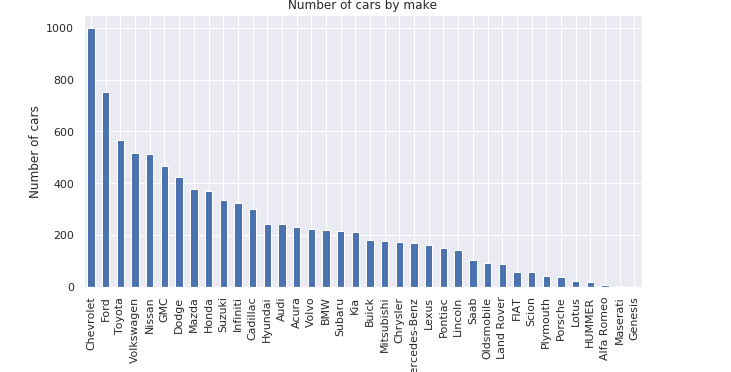 Number of cars by make
Number of cars
1000
800
600
400
200
0
Chevrolet
Ford
Toyota
Volkswagen
Nissan
GMC
Dodge
Mazda
Honda
Suzuki
Infiniti
Cadillac
Hyundai
Audi
Acura
Volvo
BMW
Subaru
Kia
Buick
Mitsubishi
Chrysler
ercedes-Benz
Lexus
Pontiac
Lincoln
Saab
Oldsmobile
Land Rover
FIAT
Scion
Plymouth
Porsche
Lotus
HUMMER
Alfa Romeo
Maserati
Genesis